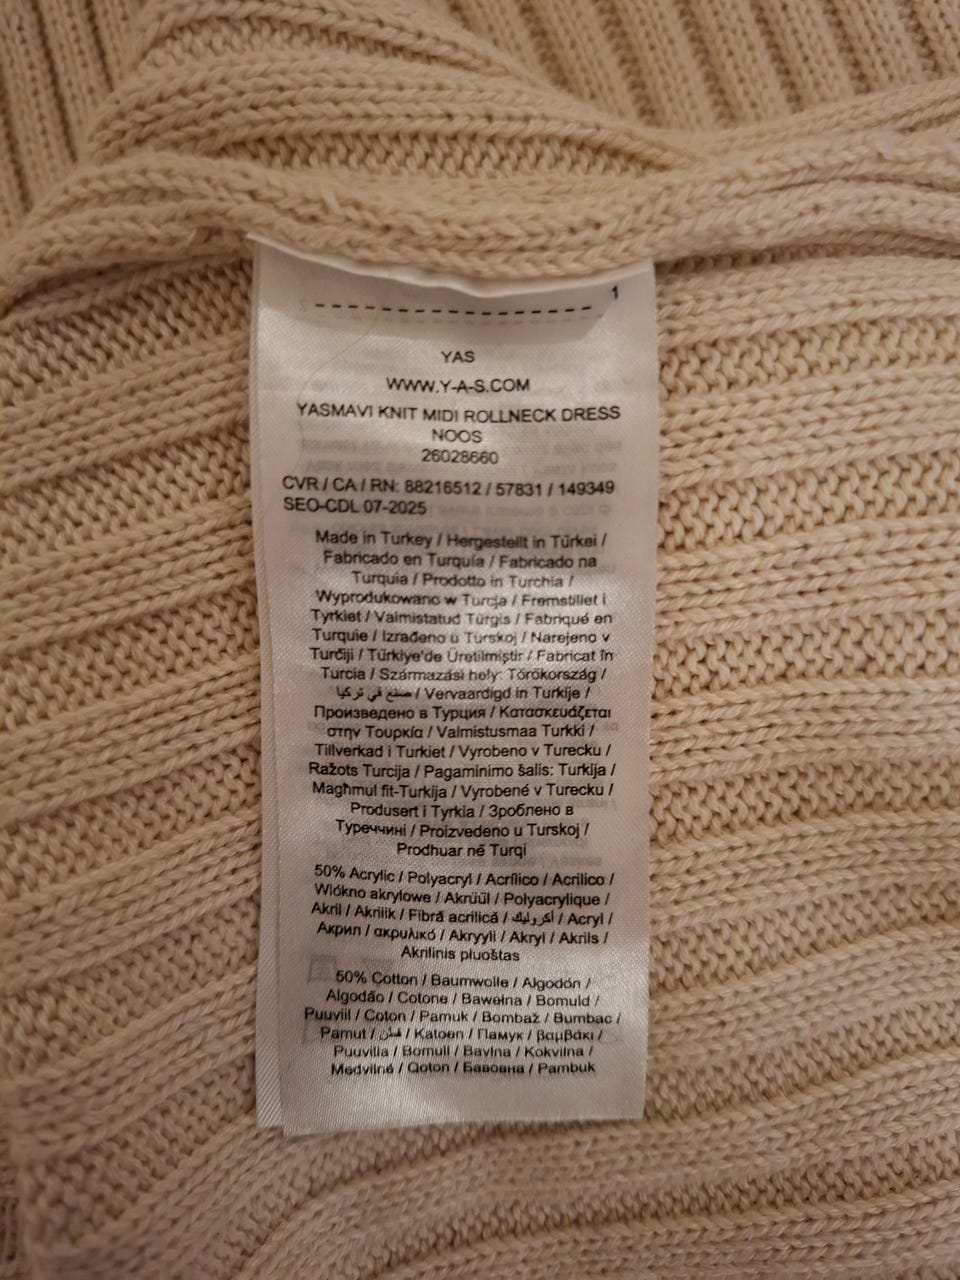 1
YAS
WWW.Y-A-S.COM
YASMAVI KNIT MIDI ROLLNECK DRESS
NOOS
26028660
CVR / CA / RN: 88216512 / 57831 / 149349
SEO-CDL 07-2025
Made in Turkey / Hergestellt in Türkei /
Fabricado en Turquía / Fabricado na
Turquia / Prodotto in Turchia /
Wyprodukowano w Turcja / Fremstillet i
Tyrkiet / Valmistatud Türgis / Fabriqué en
Turquie / Izrađeno u Turskoj / Narejeno v
Turčiji / Türkiye'de Üretilmiştir / Fabricat în
Turcia / Származási hely: Törökország /
صنع في تركيا / Vervaardigd in Turkije /
Произведено в Турция / Κατασκευάζεται
στην Τουρκία / Valmistusmaa Turkki /
Tillverkad i Turkiet / Vyrobeno v Turecku /
Ražots Turcija / Pagaminimo šalis: Turkija /
Magħmul fit-Turkija / Vyrobené v Turecku /
Produsert i Tyrkia / Зроблено в
Туреччині / Proizvedeno u Turskoj /
Prodhuar në Turqi
50% Acrylic / Polyacryl / Acrílico / Acrilico /
Włókno akrylowe / Akrüül / Polyacrylique /
Akril / Akrilik / Fibră acrilică / أكروليك / Acryl /
Акрил / ακρυλικό / Akryyli / Akryl / Akrils /
Akrilinis pluoštas
50% Cotton / Baumwolle / Algodón /
Algodão / Cotone / Bawełna / Bomuld /
Puuvill / Coton / Pamuk / Bombaž / Bumbac /
Pamut / قطن / Katoen / Памук / βαμβάκι /
Puuvilla / Bomull / Bavlna / Kokvilna /
Medvilnė / Qoton / Бавовна / Pambuk